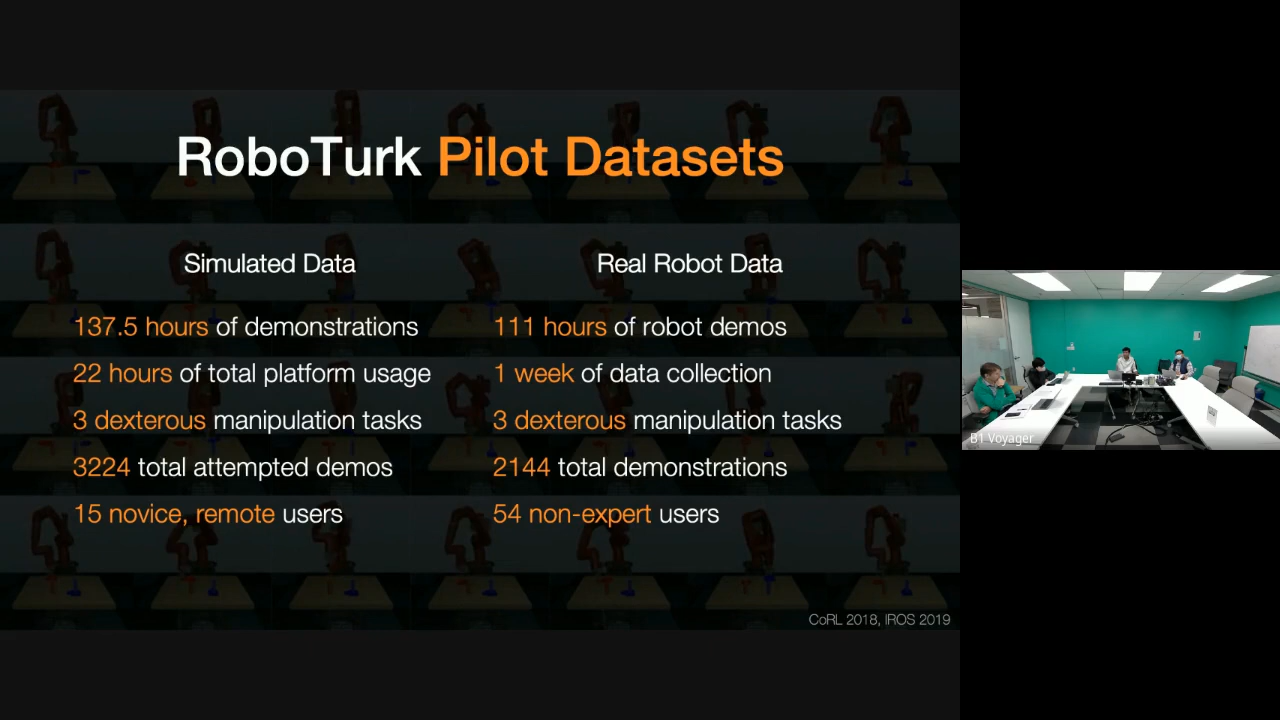 RoboTurk Pilot Datasets
Simulated Data
137.5 hours of demonstrations
22 hours of total platform usage
3 dexterous manipulation tasks
3224 total attempted demos
15 novice, remote users
Real Robot Data
111 hours of robot demos
1 week of data collection
3 dexterous manipulation tasks
2144 total demonstrations
54 non-expert users
CoRL 2018, IROS 2019
B1 Voyager